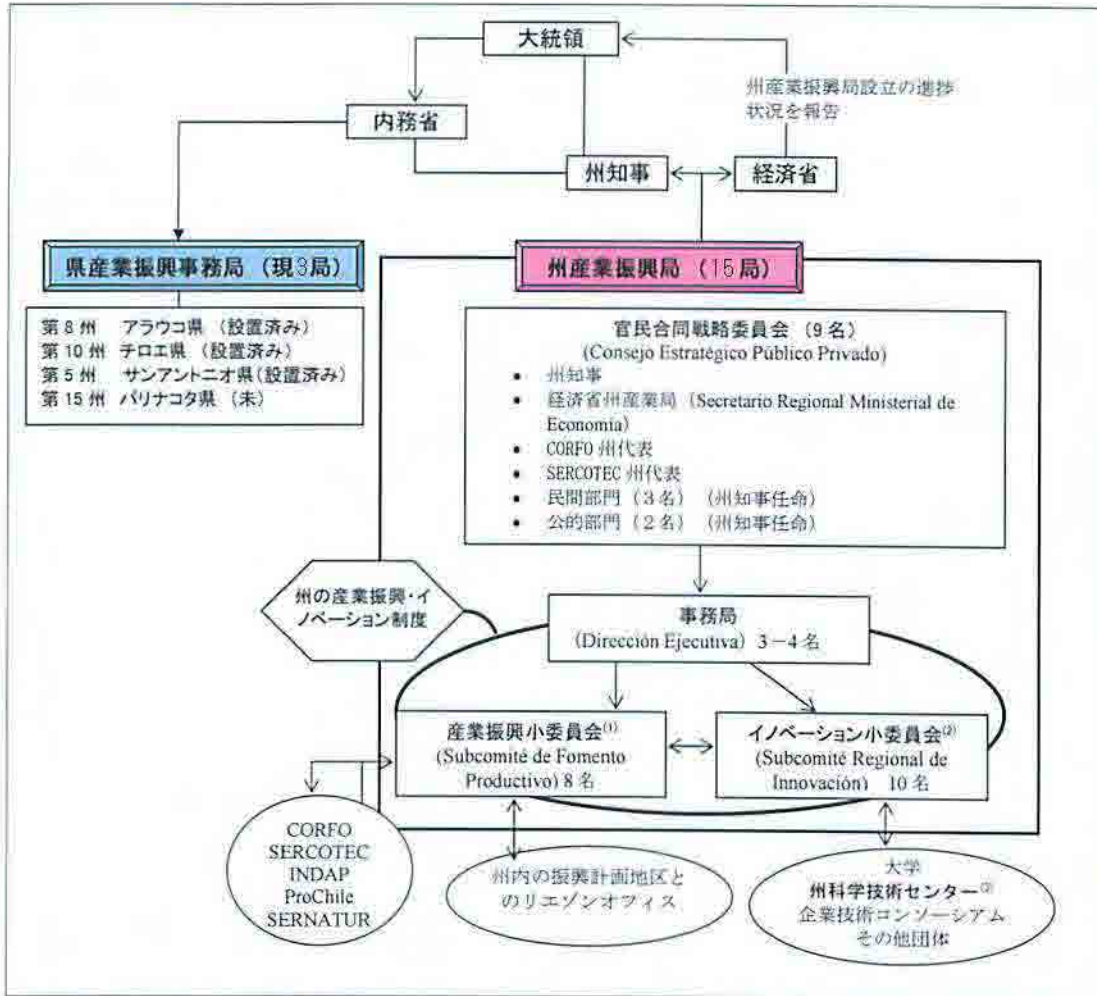 大統領
州産業振興局設立の進捗
状況を報告
内務省
州知事
経済省
県産業振興事務局 (現3局)
州産業振興局 (15局)
第8州 アラウコ県 (設置済み)
第10州 チロエ県 (設置済み)
第5州 サンアントニオ県(設置済み)
第15州 パリナコタ県 (未)
官民合同戦略委員会 (9名)
(Consejo Estratégico Público Privado)
• 州知事
• 経済省州産業局 (Secretario Regional Ministerial de
Economía)
• CORFO 州代表
• SERCOTEC 州代表
• 民間部門 (3名) (州知事任命)
• 公的部門 (2名) (州知事任命)
州の産業振興・イ
ノベーション制度
事務局
(Dirección Ejecutiva) 3-4名
産業振興小委員会(1)
(Subcomité de Fomento
Productivo) 8名
イノベーション小委員会(2)
(Subcomité Regional de
Innovación) 10名
CORFO
SERCOTEC
INDAP
ProChile
SERNATUR
州内の振興計画地区と
のリエゾンオフィス
大学
州科学技術センター(3)
企業技術コンソーシアム
その他団体